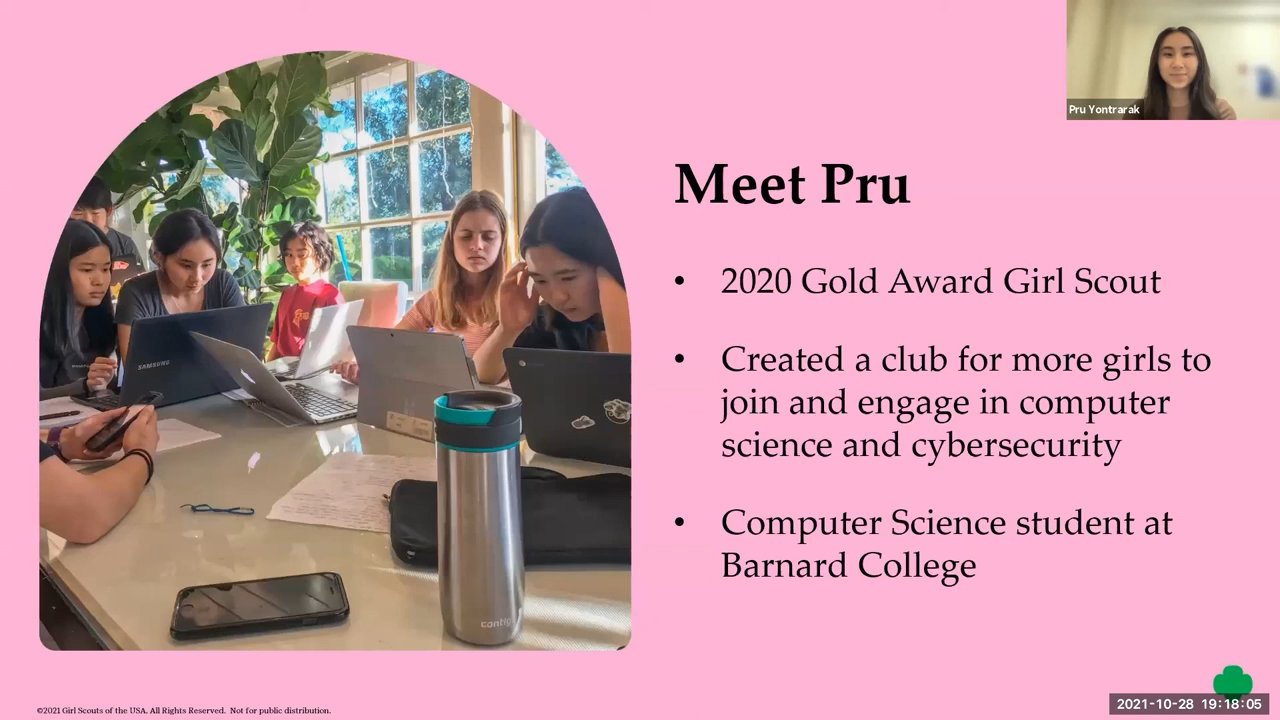 Pru Yontrarak
Meet Pru
• 2020 Gold Award Girl Scout
• Created a club for more girls to
join and engage in computer
science and cybersecurity
• Computer Science student at
Barnard College
SAMSUNG
contigo
©2021 Girl Scouts of the USA. All Rights Reserved. Not for public distribution.
2021-10-28 19:18:05